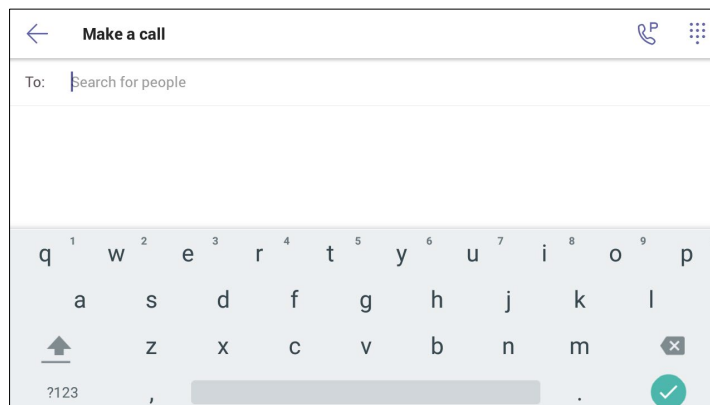 Make a call
P
To: Search for people
q 1 w 2 e 3 r 4 t 5 y 6 u 7 i 8 o 9 p
a s d f g h j k l
z x c v b n m
?123 , .